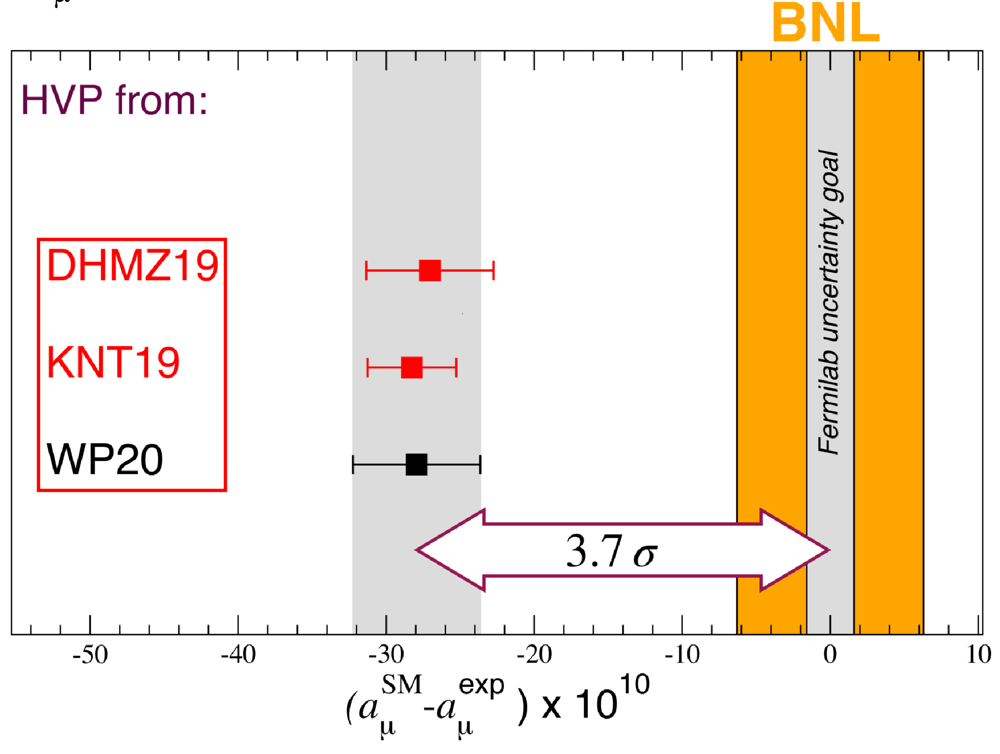 μ
BNL
HVP from:
Fermilab uncertainty goal
DHMZ19
KNT19
WP20
3.7 σ
-50 -40 -30 -20 -10 0 10
(a_μ^SM - a_μ^exp) x 10^10